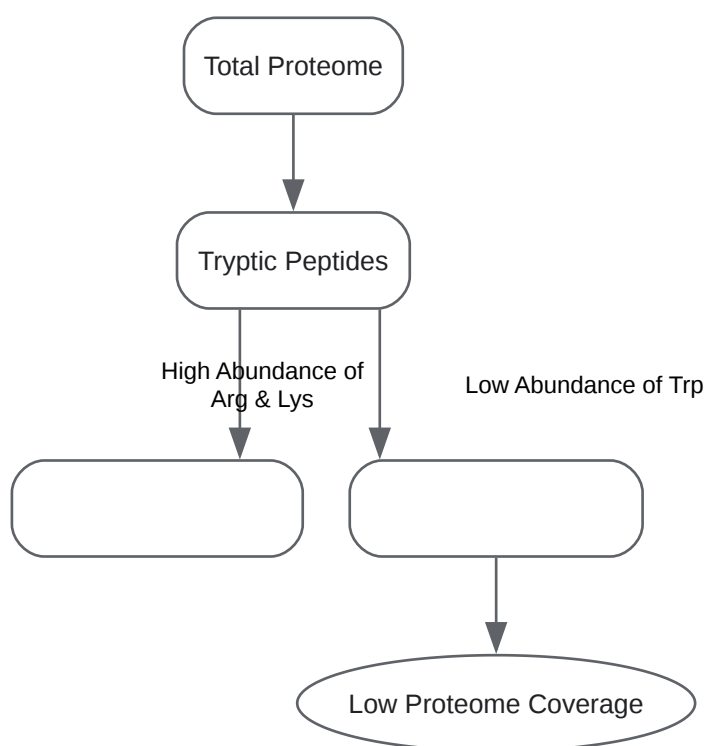 Total Proteome
Tryptic Peptides
High Abundance of
Arg & Lys
Low Abundance of Trp
Low Proteome Coverage